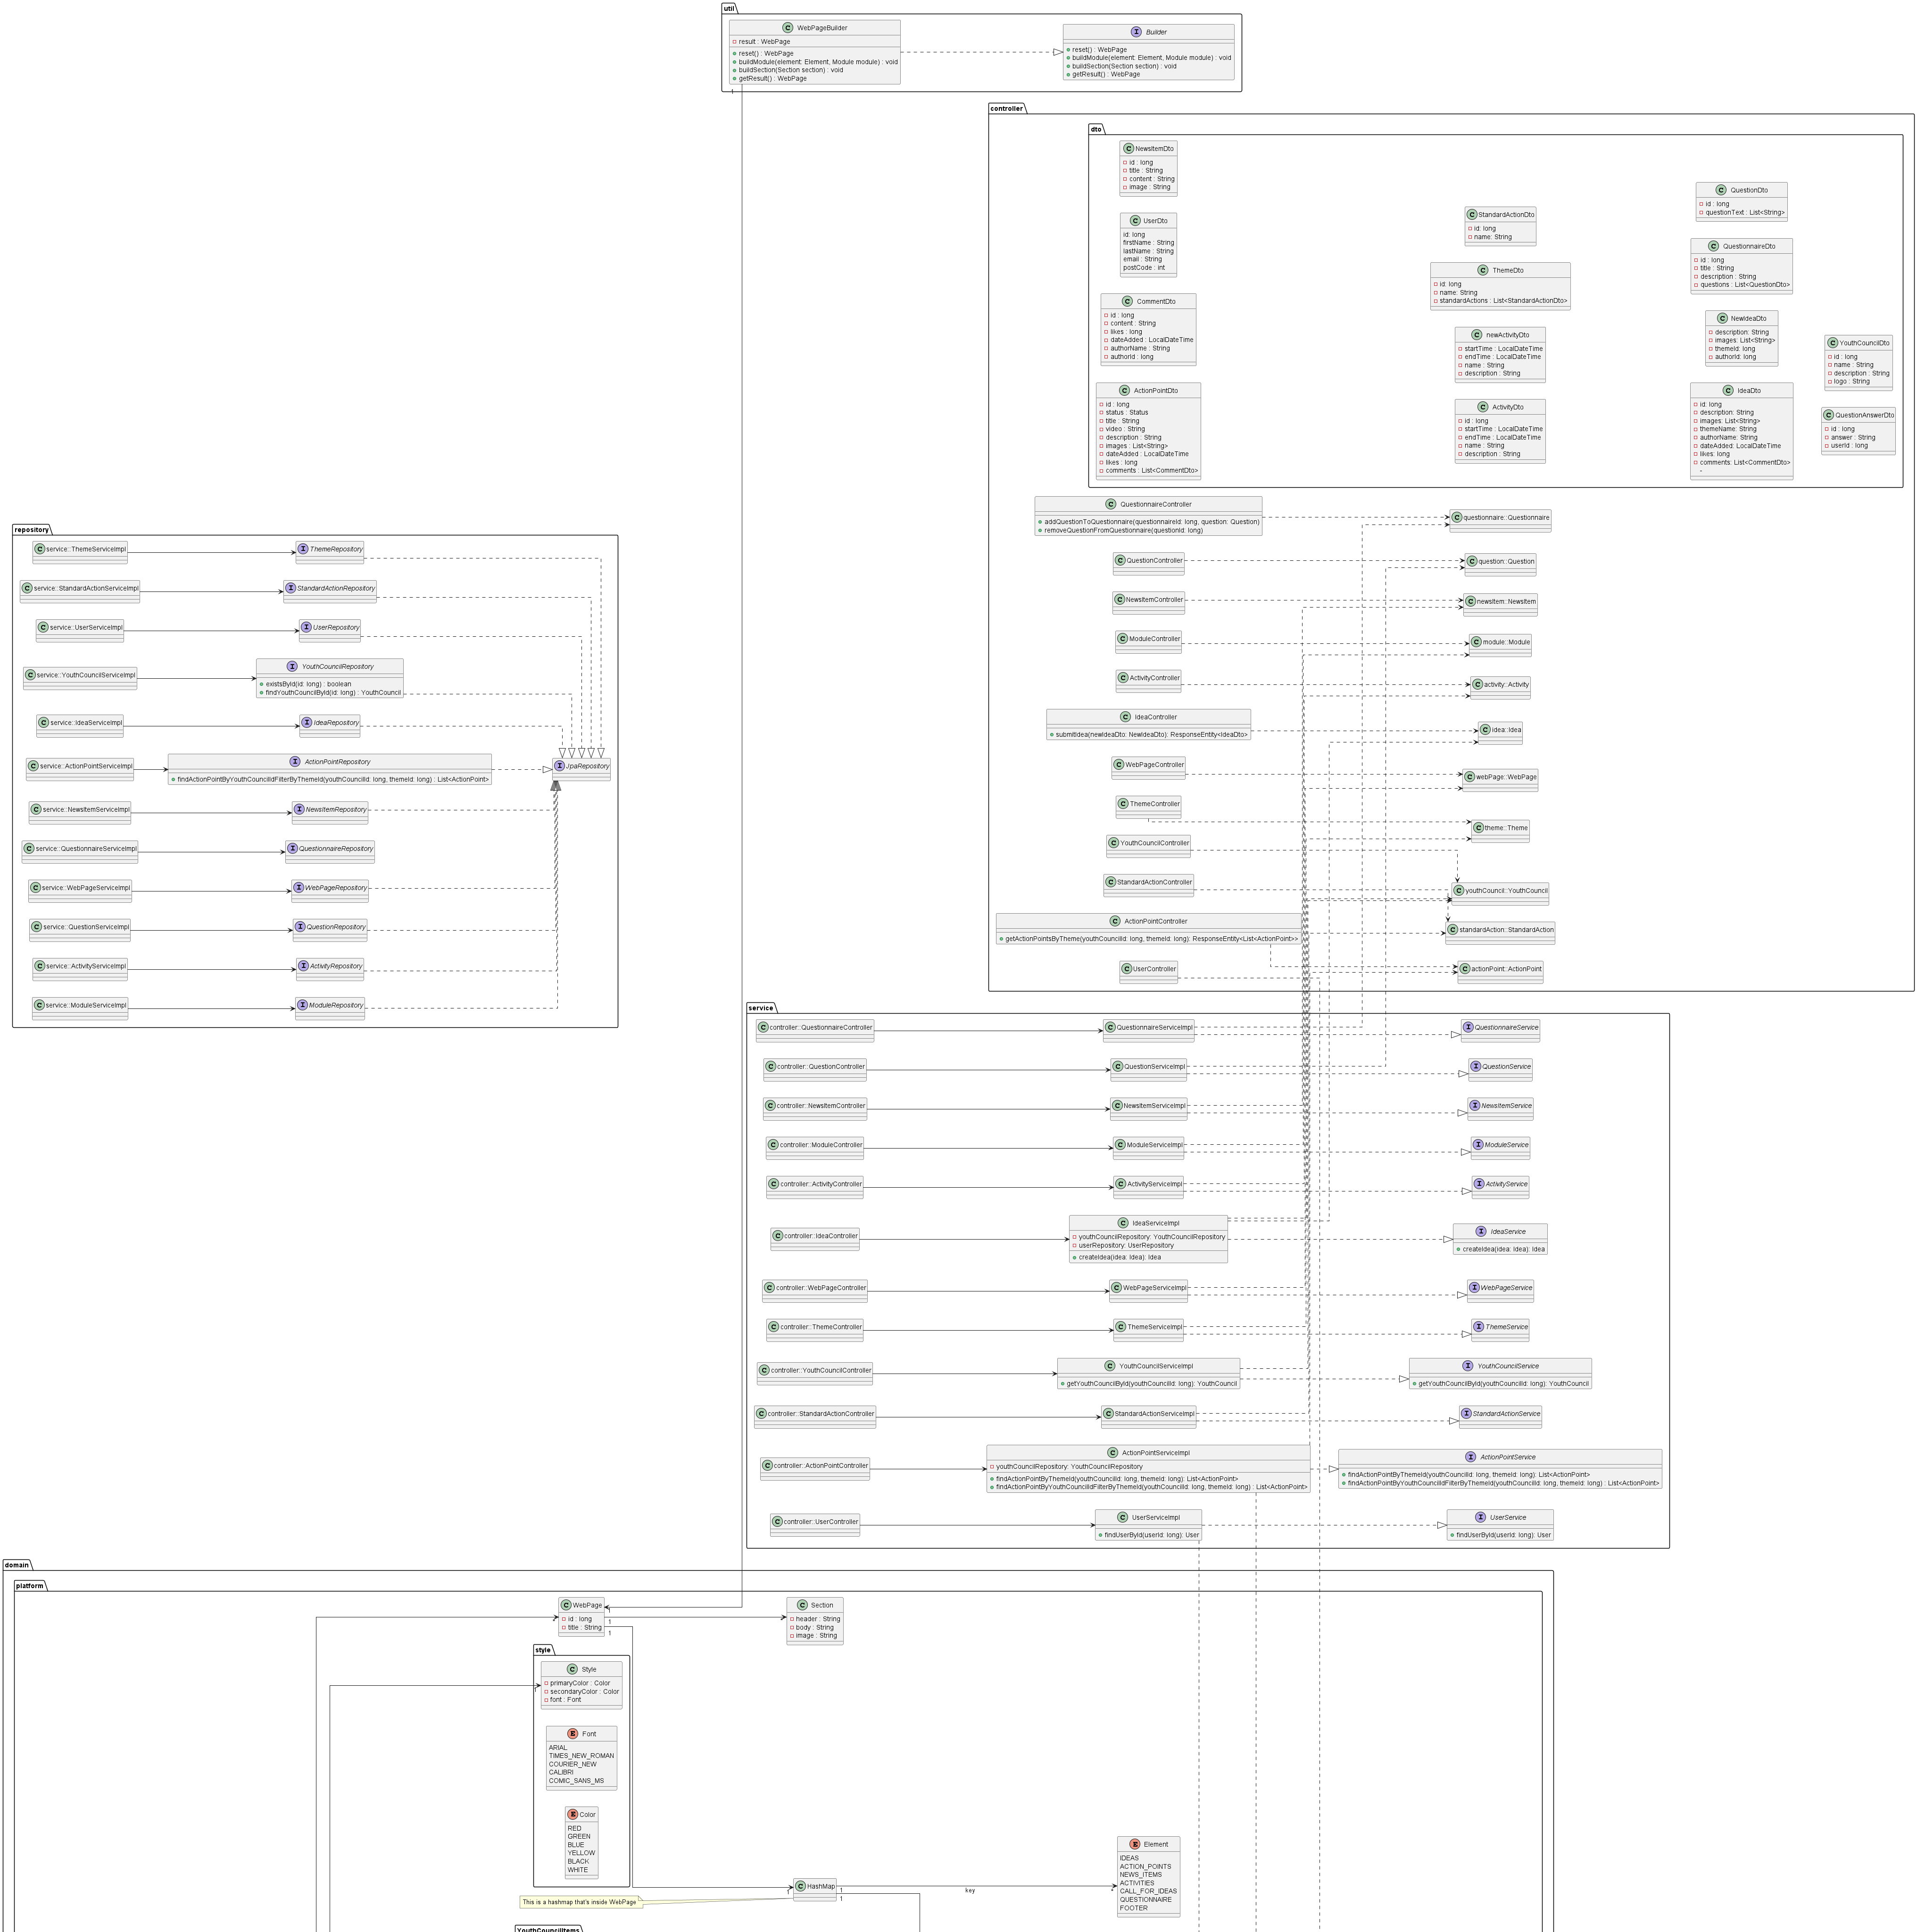 util
WebPageBuilder
result : WebPage
reset() : WebPage
buildModule(element: Element, Module module) : void
buildSection(Section section) : void
getResult() : WebPage
Builder
reset() : WebPage
buildModule(element: Element, Module module) : void
buildSection(Section section) : void
getResult() : WebPage
1
controller
dto
NewsItemDto
id : long
title : String
content : String
image : String
UserDto
id: long
firstName : String
lastName : String
email : String
postCode : int
CommentDto
id : long
content : String
likes : long
dateAdded : LocalDateTime
authorName : String
authorId : long
ActionPointDto
id : long
status : Status
title : String
video : String
description : String
images : List<String>
dateAdded : LocalDateTime
likes : long
comments : List<CommentDto>
StandardActionDto
id: long
name: String
ThemeDto
id: long
name: String
standardActions : List<StandardActionDto>
newActivityDto
startTime : LocalDateTime
endTime : LocalDateTime
name : String
description : String
ActivityDto
id : long
startTime : LocalDateTime
endTime : LocalDateTime
name : String
description : String
QuestionDto
id : long
questionText : List<String>
QuestionnaireDto
id : long
title : String
description : String
questions : List<QuestionDto>
NewIdeaDto
description: String
images: List<String>
themeId: long
authorId: long
IdeaDto
id: long
description: String
images: List<String>
themeName: String
authorName: String
dateAdded: LocalDateTime
likes: long
comments: List<CommentDto>
-
YouthCouncilDto
id : long
name : String
description : String
logo : String
QuestionAnswerDto
id : long
answer : String
userId : long
QuestionnaireController
addQuestionToQuestionnaire(questionnaireId: long, question: Question)
removeQuestionFromQuestionnaire(questionId: long)
questionnaire::Questionnaire
QuestionController
question::Question
NewsItemController
newsItem::NewsItem
ModuleController
module::Module
ActivityController
activity::Activity
IdeaController
submitIdea(newIdeaDto: NewIdeaDto): ResponseEntity<IdeaDto>
idea::Idea
WebPageController
webPage::WebPage
ThemeController
theme::Theme
YouthCouncilController
youthCouncil::YouthCouncil
StandardActionController
standardAction::StandardAction
ActionPointController
getActionPointsByTheme(youthCouncilId: long, themeId: long): ResponseEntity<List<ActionPoint>>
actionPoint::ActionPoint
UserController
repository
service::ThemeServiceImpl
ThemeRepository
service::StandardActionServiceImpl
StandardActionRepository
service::UserServiceImpl
UserRepository
service::YouthCouncilServiceImpl
YouthCouncilRepository
existsById(id: long) : boolean
findYouthCouncilById(id: long) : YouthCouncil
service::IdeaServiceImpl
IdeaRepository
service::ActionPointServiceImpl
ActionPointRepository
findActionPointByYouthCouncilIdFilterByThemeId(youthCouncilId: long, themeId: long) : List<ActionPoint>
JpaRepository
service::NewsItemServiceImpl
NewsItemRepository
service::QuestionnaireServiceImpl
QuestionnaireRepository
service::WebPageServiceImpl
WebPageRepository
service::QuestionServiceImpl
QuestionRepository
service::ActivityServiceImpl
ActivityRepository
service::ModuleServiceImpl
ModuleRepository
service
controller::QuestionnaireController
QuestionnaireServiceImpl
QuestionnaireService
controller::QuestionController
QuestionServiceImpl
QuestionService
controller::NewsItemController
NewsItemServiceImpl
NewsItemService
controller::ModuleController
ModuleServiceImpl
ModuleService
controller::ActivityController
ActivityServiceImpl
ActivityService
controller::IdeaController
IdeaServiceImpl
youthCouncilRepository: YouthCouncilRepository
userRepository: UserRepository
createIdea(idea: Idea): Idea
IdeaService
createIdea(idea: Idea): Idea
controller::WebPageController
WebPageServiceImpl
WebPageService
controller::ThemeController
ThemeServiceImpl
ThemeService
controller::YouthCouncilController
YouthCouncilServiceImpl
getYouthCouncilById(youthCouncilId: long): YouthCouncil
YouthCouncilService
getYouthCouncilById(youthCouncilId: long): YouthCouncil
controller::StandardActionController
StandardActionServiceImpl
StandardActionService
controller::ActionPointController
ActionPointServiceImpl
youthCouncilRepository: YouthCouncilRepository
findActionPointByThemeId(youthCouncilId: long, themeId: long): List<ActionPoint>
findActionPointByYouthCouncilIdFilterByThemeId(youthCouncilId: long, themeId: long) : List<ActionPoint>
ActionPointService
findActionPointByThemeId(youthCouncilId: long, themeId: long): List<ActionPoint>
findActionPointByYouthCouncilIdFilterByThemeId(youthCouncilId: long, themeId: long) : List<ActionPoint>
controller::UserController
UserServiceImpl
findUserById(userId: long): User
UserService
findUserById(userId: long): User
domain
platform
WebPage
id : long
title : String
*
1
1
1
*
Section
header : String
body : String
image : String
style
Style
primaryColor : Color
secondaryColor : Color
font : Font
1
Font
ARIAL
TIMES_NEW_ROMAN
COURIER_NEW
CALIBRI
COMIC_SANS_MS
Color
RED
GREEN
BLUE
YELLOW
BLACK
WHITE
HashMap
1
1
1
key
*
Element
IDEAS
ACTION_POINTS
NEWS_ITEMS
ACTIVITIES
CALL_FOR_IDEAS
QUESTIONNAIRE
FOOTER
This is a hashmap that's inside WebPage
YouthCouncilItems